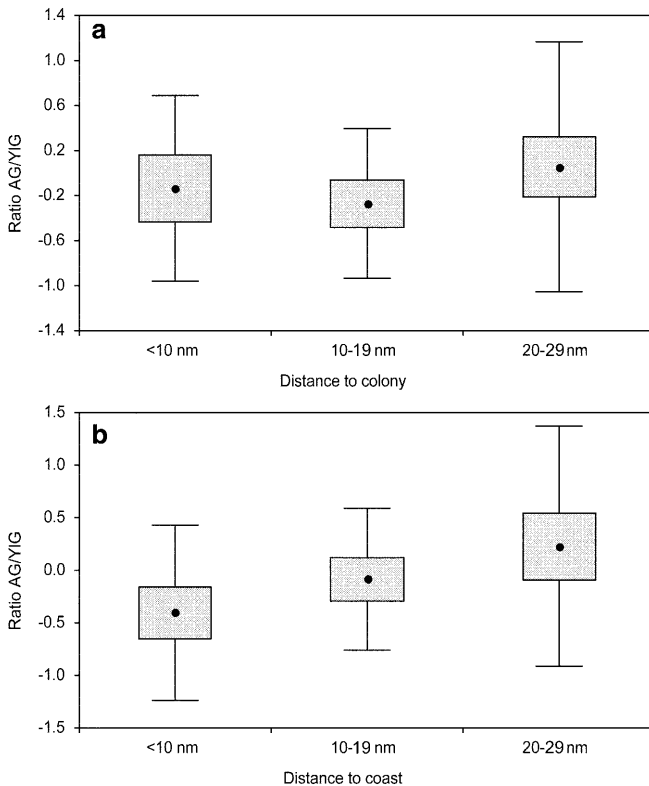 a
1.4
1.0
0.6
0.2
-0.2
-0.6
-1.0
-1.4
Ratio AG/YIG
<10 nm 10-19 nm 20-29 nm
Distance to colony
b
1.5
1.0
0.5
0.0
-0.5
-1.0
-1.5
Ratio AG/YIG
<10 nm 10-19 nm 20-29 nm
Distance to coast